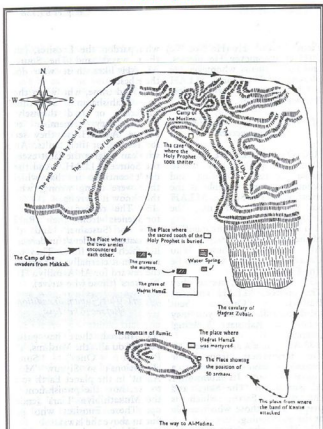 N
W E
S
The path followed by Khalid in his attack
The mountain of Uhud
Camp of
the Muslims.
The cave
where the
Holy Prophet
took shelter.
The Place where
the two armies
encountered
each other.
The Camp of the
invaders from Makkah.
The Place where
the sacred tooth of the
Holy Prophet is buried.
The graves of
the martyrs.
Water Spring.
The grave of
Hadrat Hamza
The cavalary of
Hadrat Zubair.
The mountain of Rumat.
The place where
Hadrat Hamza
was martyred
The Place showing
the position of
50 archers.
The place from where
the band of
attacked
The way to Al-Madina.